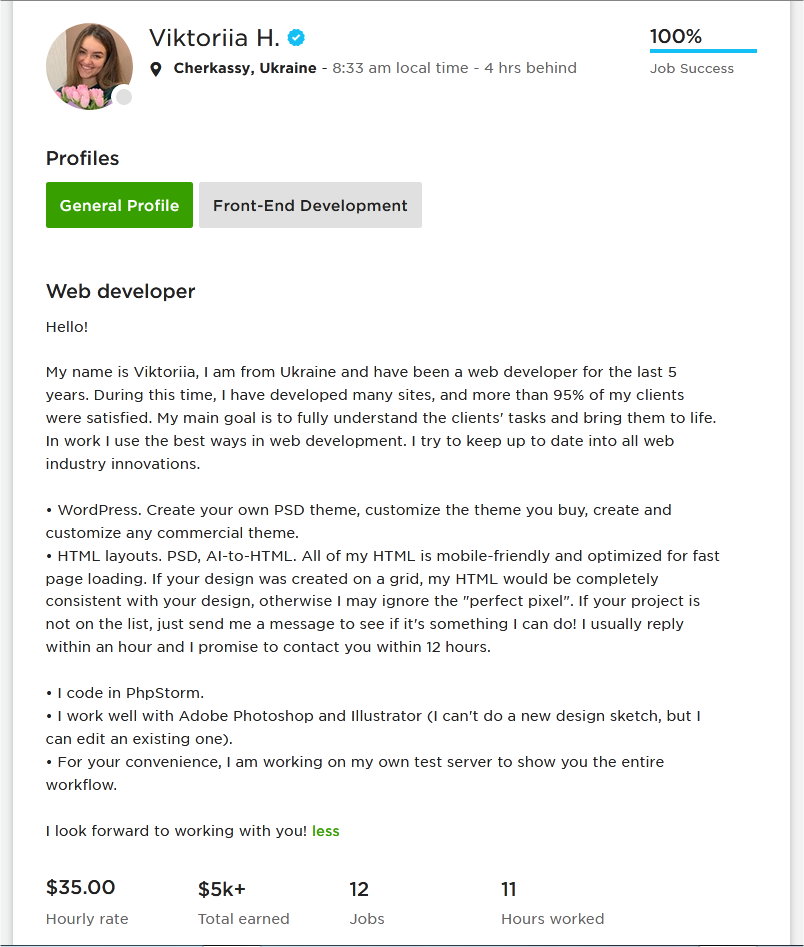 Viktoriia H.
Cherkassy, Ukraine - 8:33 am local time - 4 hrs behind
100%
Job Success
Profiles
General Profile
Front-End Development
Web developer
Hello!
My name is Viktoriia, I am from Ukraine and have been a web developer for the last 5
years. During this time, I have developed many sites, and more than 95% of my clients
were satisfied. My main goal is to fully understand the clients' tasks and bring them to life.
In work I use the best ways in web development. I try to keep up to date into all web
industry innovations.
• WordPress. Create your own PSD theme, customize the theme you buy, create and
customize any commercial theme.
• HTML layouts. PSD, AI-to-HTML. All of my HTML is mobile-friendly and optimized for fast
page loading. If your design was created on a grid, my HTML would be completely
consistent with your design, otherwise I may ignore the "perfect pixel". If your project is
not on the list, just send me a message to see if it's something I can do! I usually reply
within an hour and I promise to contact you within 12 hours.
• I code in PhpStorm.
• I work well with Adobe Photoshop and Illustrator (I can't do a new design sketch, but I
can edit an existing one).
• For your convenience, I am working on my own test server to show you the entire
workflow.
I look forward to working with you! less
$35.00
Hourly rate
$5k+
Total earned
12
Jobs
11
Hours worked